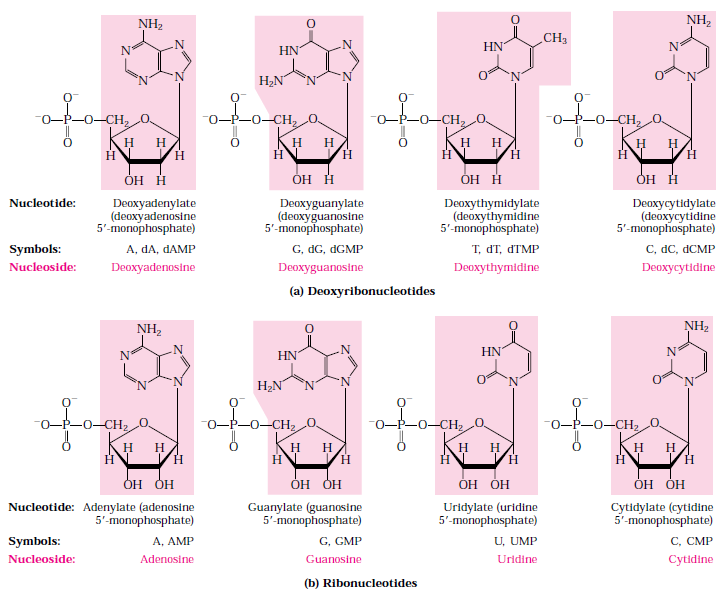 NH₂
N
N
N
N
O⁻
⁻O—P—O—CH₂
O
O
H
H
H
H
OH
H
O
HN
N
H₂N
N
N
O⁻
⁻O—P—O—CH₂
O
O
H
H
H
H
OH
H
O
HN
CH₃
O
N
O⁻
⁻O—P—O—CH₂
O
O
H
H
H
H
OH
H
NH₂
N
O
N
O⁻
⁻O—P—O—CH₂
O
O
H
H
H
H
OH
H
Nucleotide: Deoxyadenylate Deoxyguanylate Deoxythymidylate Deoxycytidylate
(deoxyadenosine (deoxyguanosine (deoxythymidine (deoxycytidine
5′-monophosphate) 5′-monophosphate) 5′-monophosphate) 5′-monophosphate)
Symbols: A, dA, dAMP G, dG, dGMP T, dT, dTMP C, dC, dCMP
Nucleoside: Deoxyadenosine Deoxyguanosine Deoxythymidine Deoxycytidine
(a) Deoxyribonucleotides
NH₂
N
N
N
N
O⁻
⁻O—P—O—CH₂
O
O
H
H
H
H
OH
OH
O
HN
N
H₂N
N
N
O⁻
⁻O—P—O—CH₂
O
O
H
H
H
H
OH
OH
O
HN
O
N
O⁻
⁻O—P—O—CH₂
O
O
H
H
H
H
OH
OH
NH₂
N
O
N
O⁻
⁻O—P—O—CH₂
O
O
H
H
H
H
OH
OH
Nucleotide: Adenylate (adenosine Guanylate (guanosine Uridylate (uridine Cytidylate (cytidine
5′-monophosphate) 5′-monophosphate) 5′-monophosphate) 5′-monophosphate)
Symbols: A, AMP G, GMP U, UMP C, CMP
Nucleoside: Adenosine Guanosine Uridine Cytidine
(b) Ribonucleotides